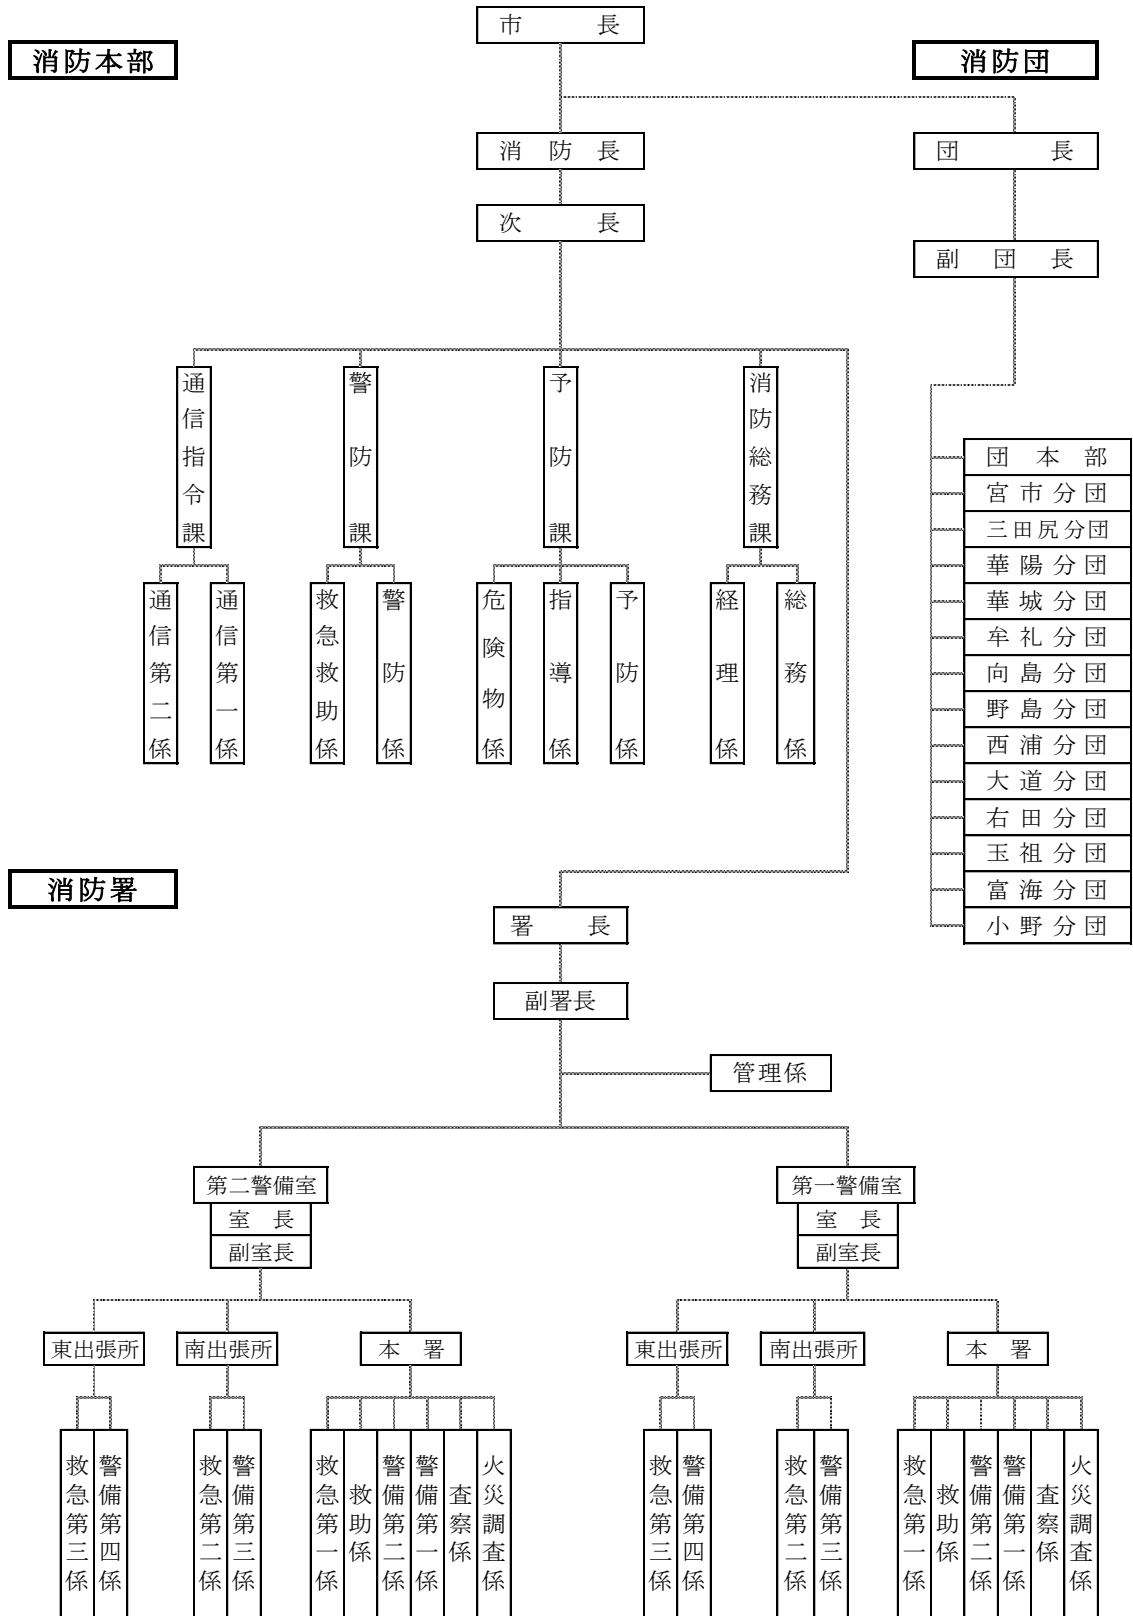 市長
消防本部
消防団
消防長
団長
次長
副団長
通信指令課
警防課
予防課
消防総務課
通信第二係
通信第一係
救急救助係
警防係
危険物係
指導係
予防係
経理係
総務係
団本部
宮市分団
三田尻分団
華陽分団
華城分団
牟礼分団
向島分団
野島分団
西浦分団
大道分団
右田分団
玉祖分団
富海分団
小野分団
消防署
署長
副署長
管理係
第二警備室
室長
副室長
第一警備室
室長
副室長
東出張所
南出張所
本署
東出張所
南出張所
本署
救急第三係
警備第四係
救急第二係
警備第三係
救急第一係
救助係
警備第二係
警備第一係
査察係
火災調査係
救急第三係
警備第四係
救急第二係
警備第三係
救急第一係
救助係
警備第二係
警備第一係
査察係
火災調査係